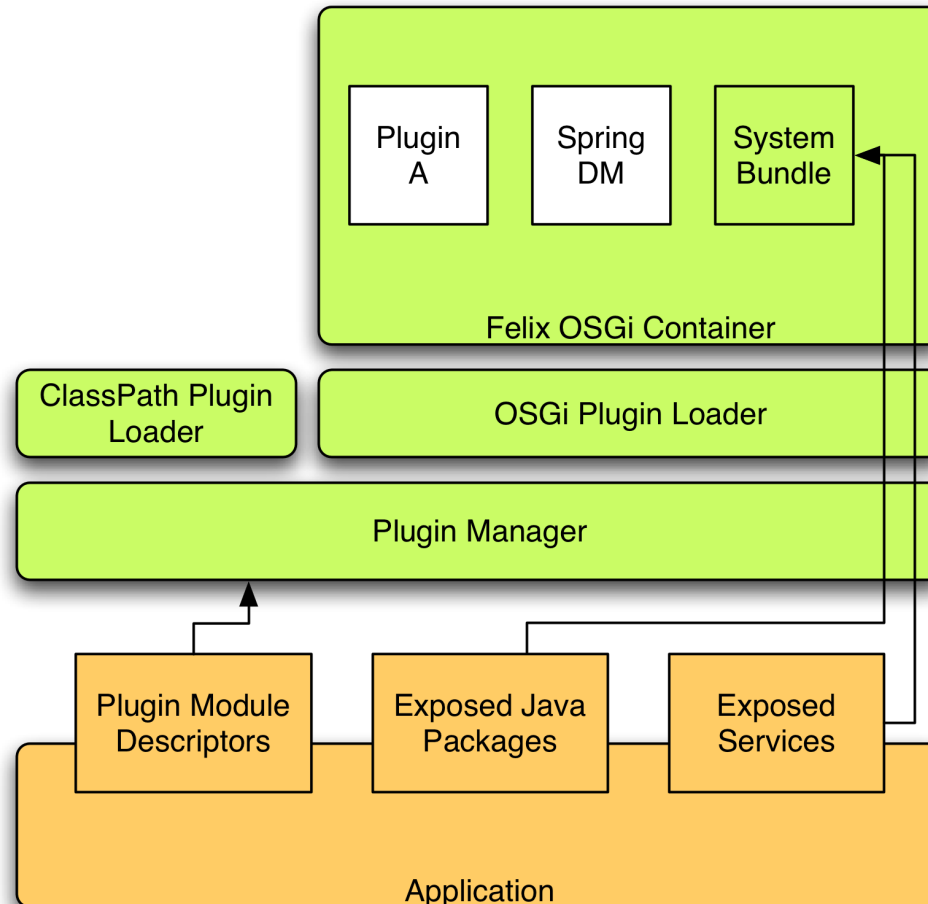 Plugin
A
Spring
DM
System
Bundle
Felix OSGi Container
ClassPath Plugin
Loader
OSGi Plugin Loader
Plugin Manager
Plugin Module
Descriptors
Exposed Java
Packages
Exposed
Services
Application